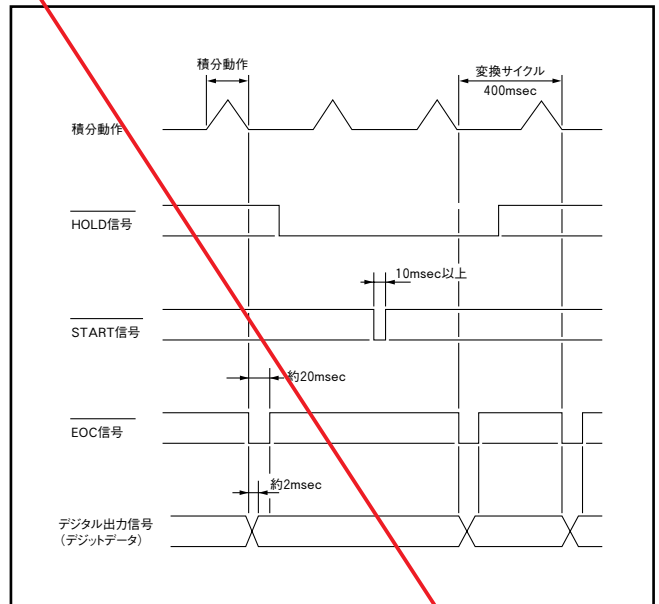 積分動作
変換サイクル
400msec
積分動作
HOLD信号
10msec以上
START信号
約20msec
EOC信号
約2msec
デジタル出力信号
(デジットデータ)